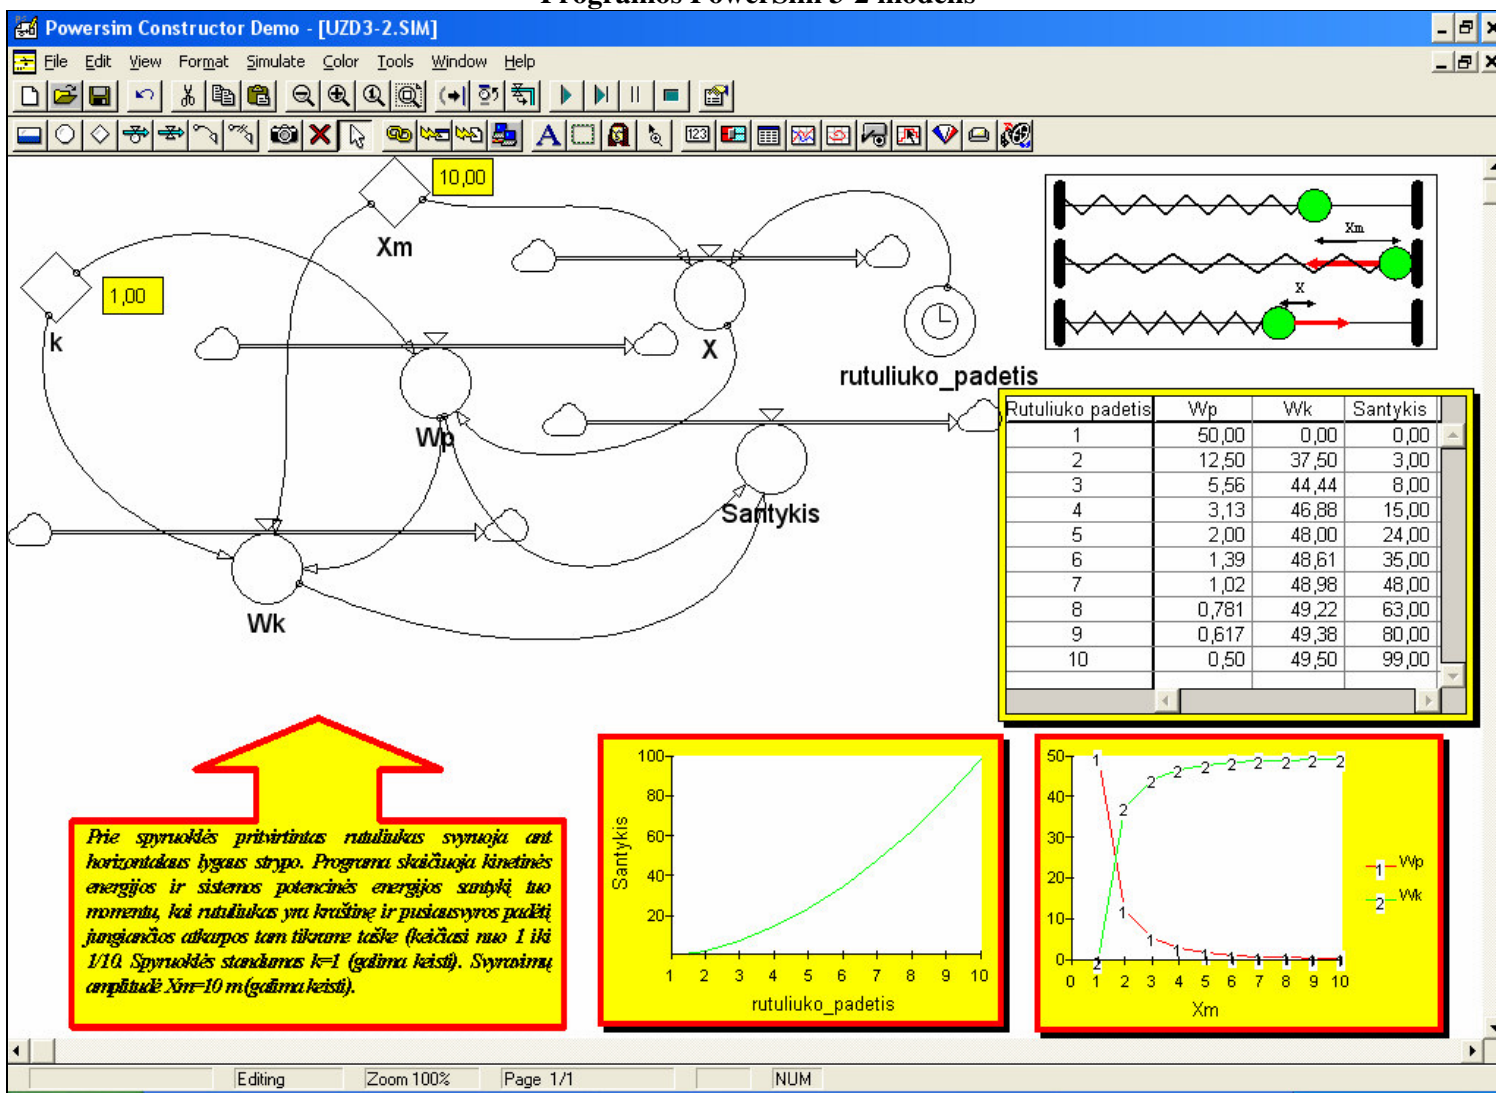 Programos PowerSim 3-2 modelis
Powersim Constructor Demo - [UZD3-2.SIM]
File Edit View Format Simulate Color Tools Window Help
123
A
10,00
Xm
1,00
k
X
rutuliuko_padetis
Wp
Santykis
Wk
Xm
X
Rutuliuko padetis Wp Wk Santykis
1 50,00 0,00 0,00
2 12,50 37,50 3,00
3 5,56 44,44 8,00
4 3,13 46,88 15,00
5 2,00 48,00 24,00
6 1,39 48,61 35,00
7 1,02 48,98 48,00
8 0,781 49,22 63,00
9 0,617 49,38 80,00
10 0,50 49,50 99,00
Prie spyruoklės pritvirtintas rutuliukas svyruoja ant
horizontalaus lygaus strypo. Programa skaičiuoja kinetinės
energijos ir sistemos potencinės energijos santykį tuo
momentu, kai rutuliukas yra kraštinę ir pusiausvyros padėtį
jungiančios atkarpos tam tikrame taške (keičiasi nuo 1 iki
1/10. Spyruoklės standumas k=1 (galima keisti). Svyravimų
amplitudė Xm=10 m (galima keisti).
100
80
60
40
20
1 2 3 4 5 6 7 8 9 10
Santykis
rutuliuko_padetis
50
40
30
20
10
0
0 1 2 3 4 5 6 7 8 9 10
Xm
1 Wp
2 Wk
Editing Zoom 100% Page 1/1 NUM